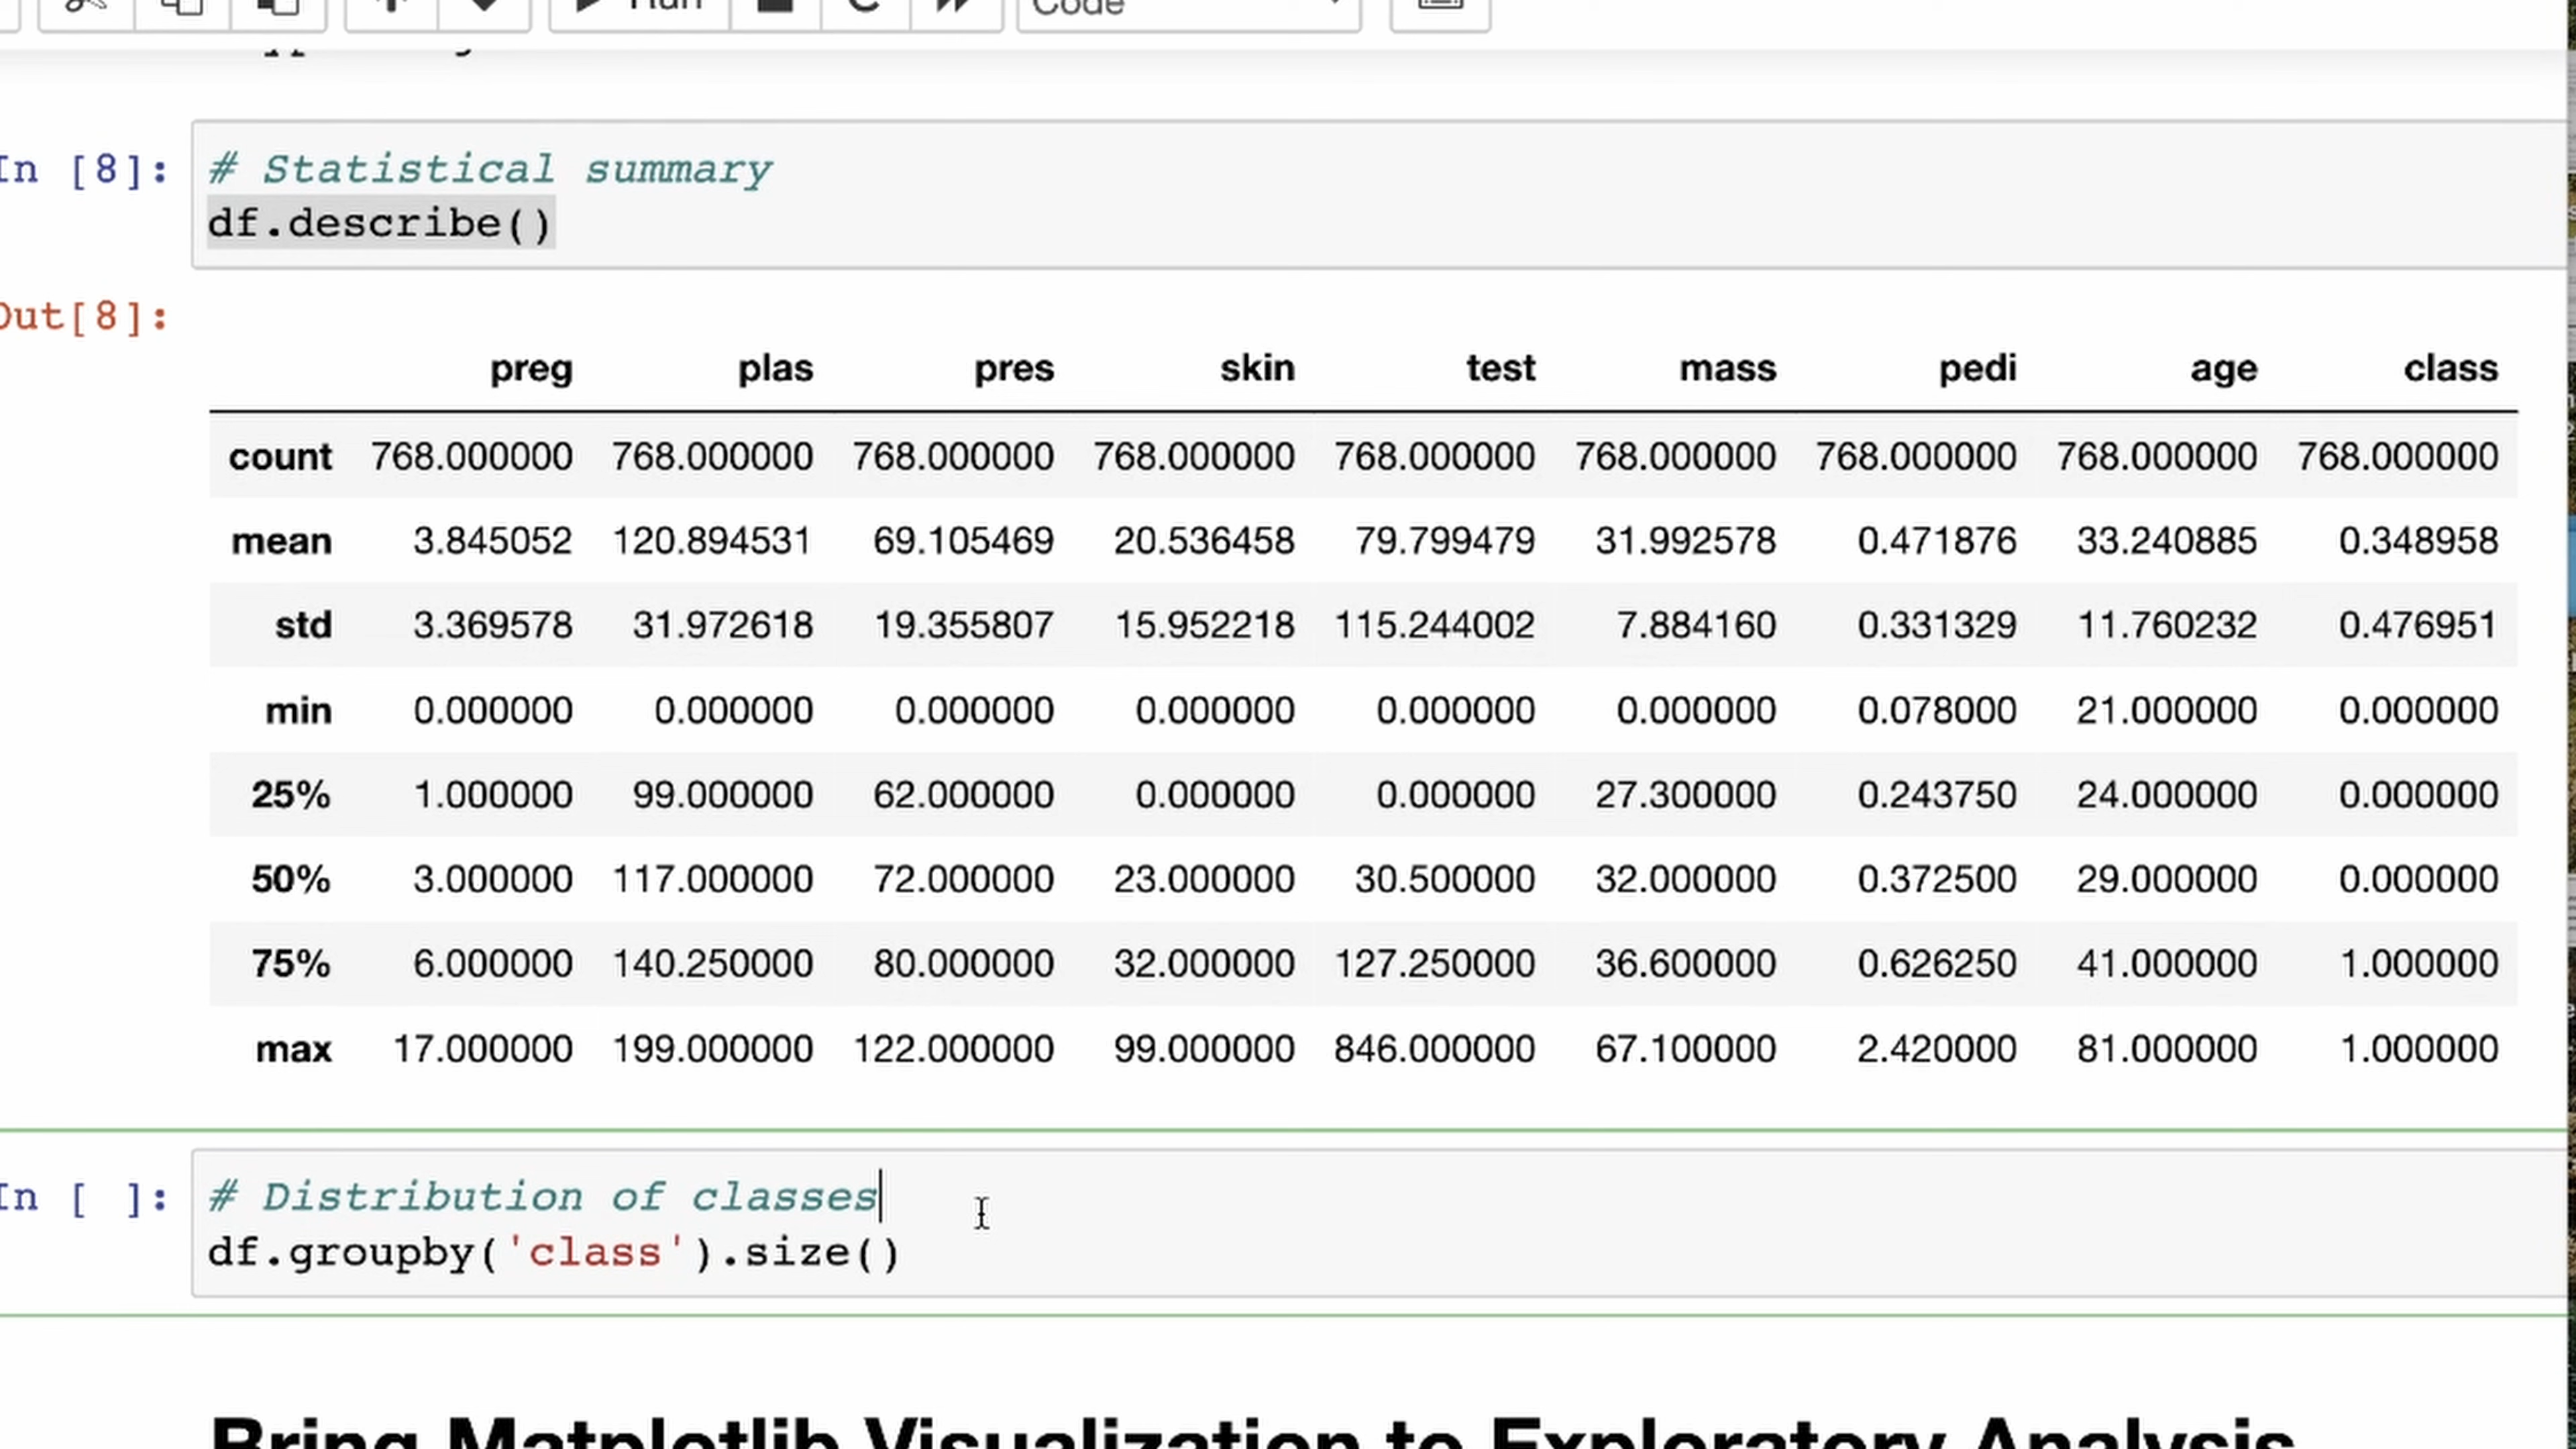 Run
Code
In [8]:
# Statistical summary
df.describe()
Out[8]:
preg plas pres skin test mass pedi age class
count 768.000000 768.000000 768.000000 768.000000 768.000000 768.000000 768.000000 768.000000 768.000000
mean 3.845052 120.894531 69.105469 20.536458 79.799479 31.992578 0.471876 33.240885 0.348958
std 3.369578 31.972618 19.355807 15.952218 115.244002 7.884160 0.331329 11.760232 0.476951
min 0.000000 0.000000 0.000000 0.000000 0.000000 0.000000 0.078000 21.000000 0.000000
25% 1.000000 99.000000 62.000000 0.000000 0.000000 27.300000 0.243750 24.000000 0.000000
50% 3.000000 117.000000 72.000000 23.000000 30.500000 32.000000 0.372500 29.000000 0.000000
75% 6.000000 140.250000 80.000000 32.000000 127.250000 36.600000 0.626250 41.000000 1.000000
max 17.000000 199.000000 122.000000 99.000000 846.000000 67.100000 2.420000 81.000000 1.000000
In [ ]:
# Distribution of classes
df.groupby('class').size()
Bring Matplotlib Visualization to Exploratory Analysis